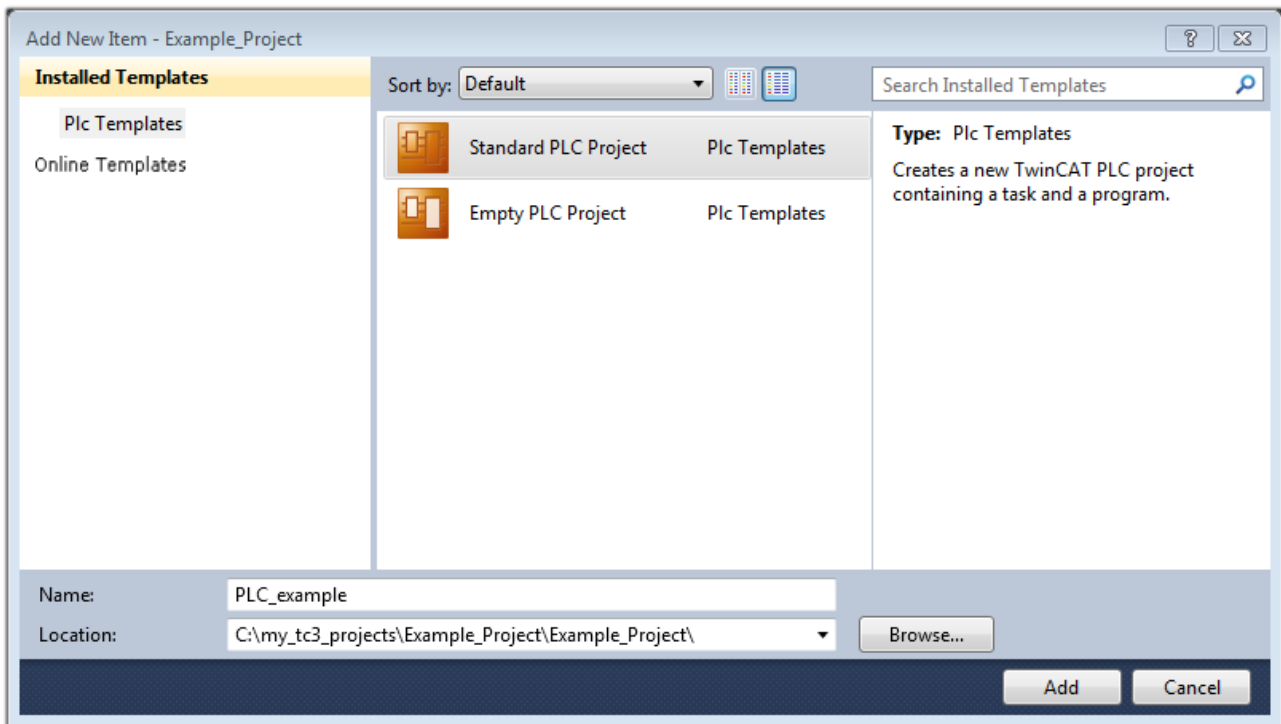 Add New Item - Example_Project
Installed Templates
Plc Templates
Online Templates
Sort by: Default
Search Installed Templates
Standard PLC Project Plc Templates
Empty PLC Project Plc Templates
Type: Plc Templates
Creates a new TwinCAT PLC project
containing a task and a program.
Name: PLC_example
Location: C:\my_tc3_projects\Example_Project\Example_Project\ Browse...
Add Cancel